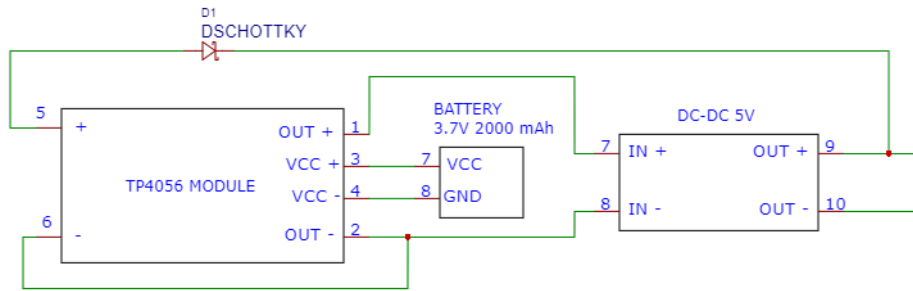 D1
DSCHOTTKY
5
+
OUT + 1
VCC + 3
TP4056 MODULE
VCC - 4
6
-
OUT - 2
BATTERY
3.7V 2000 mAh
7 VCC
8 GND
DC-DC 5V
7 IN + OUT + 9
8 IN - OUT - 10